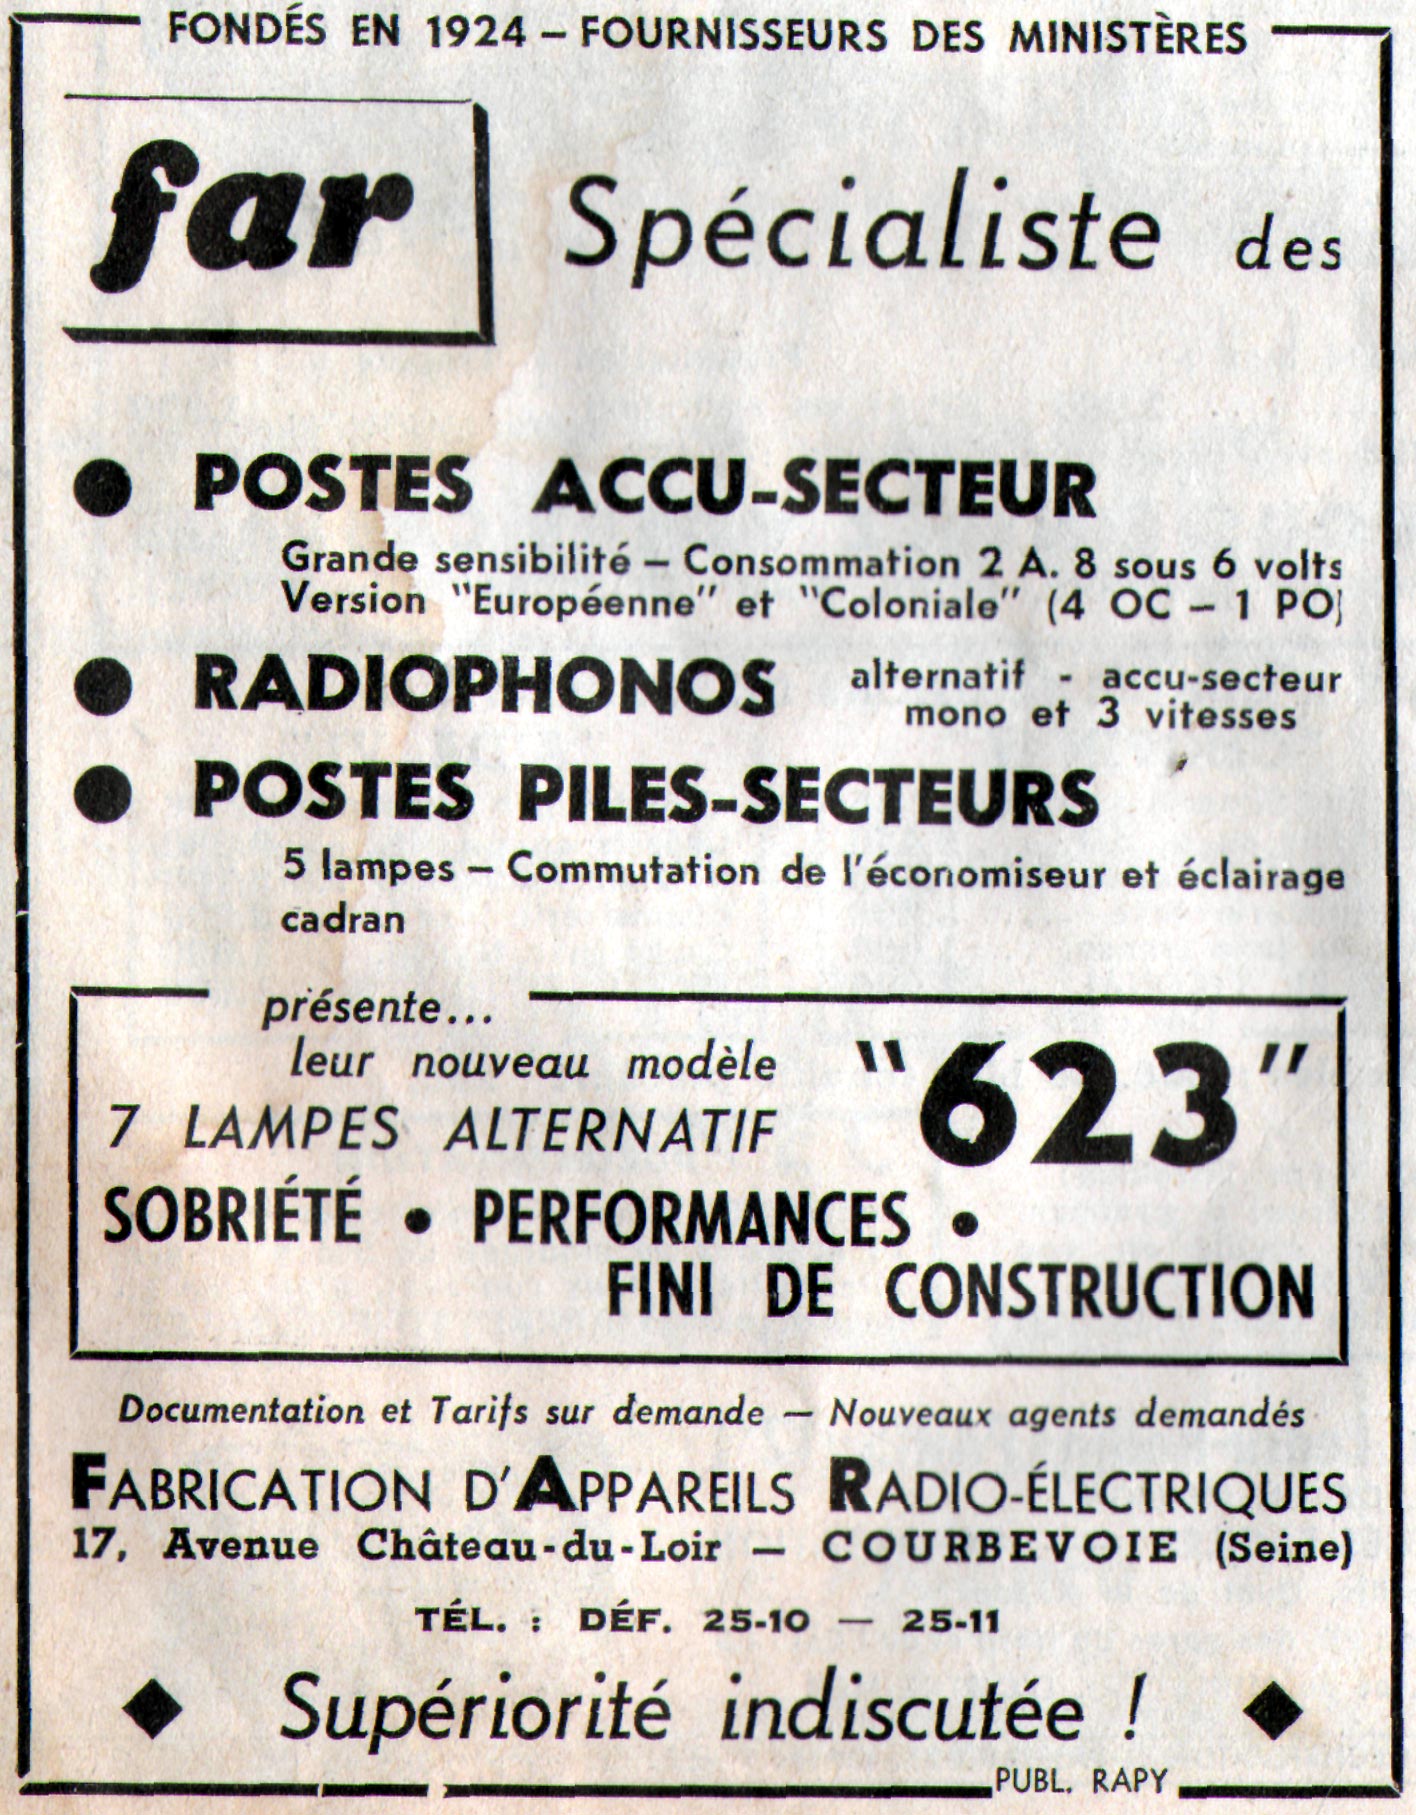 FONDÉS EN 1924 – FOURNISSEURS DES MINISTÈRES
far Spécialiste des
● POSTES ACCU-SECTEUR
Grande sensibilité – Consommation 2 A. 8 sous 6 volts
Version "Européenne" et "Coloniale" (4 OC – 1 PO)
● RADIOPHONOS alternatif - accu-secteur
mono et 3 vitesses
● POSTES PILES-SECTEURS
5 lampes – Commutation de l'économiseur et éclairage
cadran
présente...
leur nouveau modèle "623"
7 LAMPES ALTERNATIF
SOBRIÉTÉ • PERFORMANCES •
FINI DE CONSTRUCTION
Documentation et Tarifs sur demande – Nouveaux agents demandés
FABRICATION D'APPAREILS RADIO-ÉLECTRIQUES
17, Avenue Château-du-Loir – COURBEVOIE (Seine)
TÉL. : DÉF. 25-10 — 25-11
◆ Supériorité indiscutée ! ◆
PUBL. RAPY